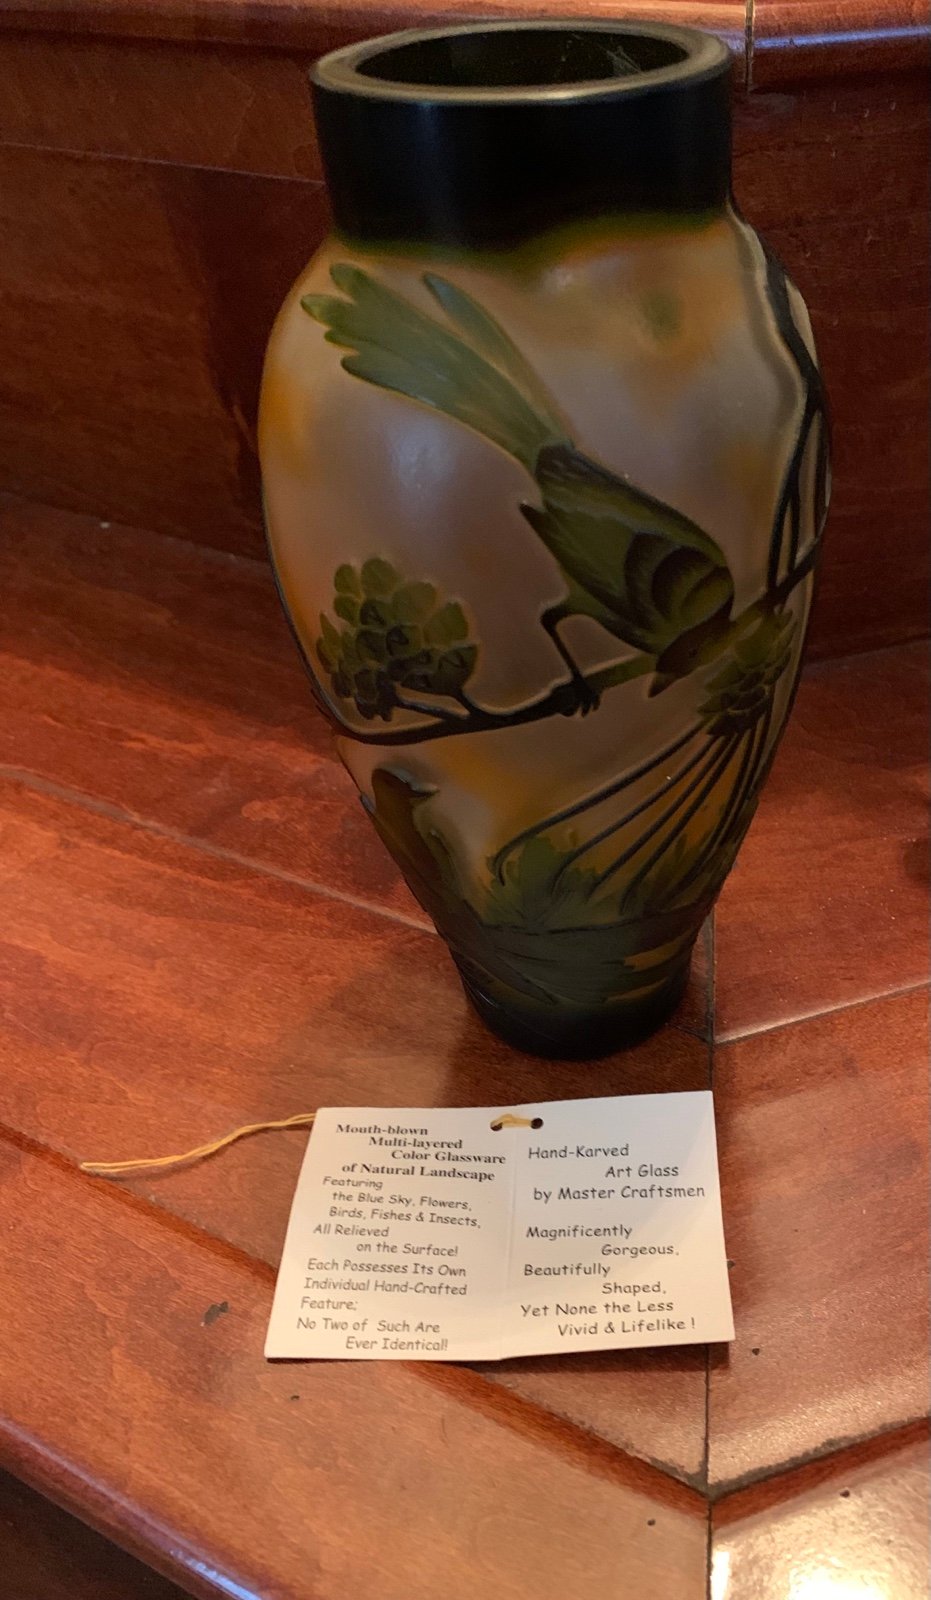 Mouth-blown
Multi-layered
Color Glassware
of Natural Landscape
Featuring
the Blue Sky, Flowers,
Birds, Fishes & Insects,
All Relieved
on the Surface!
Each Possesses Its Own
Individual Hand-Crafted
Feature;
No Two of Such Are
Ever Identical!
Hand-Karved
Art Glass
by Master Craftsmen
Magnificently
Gorgeous,
Beautifully
Shaped,
Yet None the Less
Vivid & Lifelike !